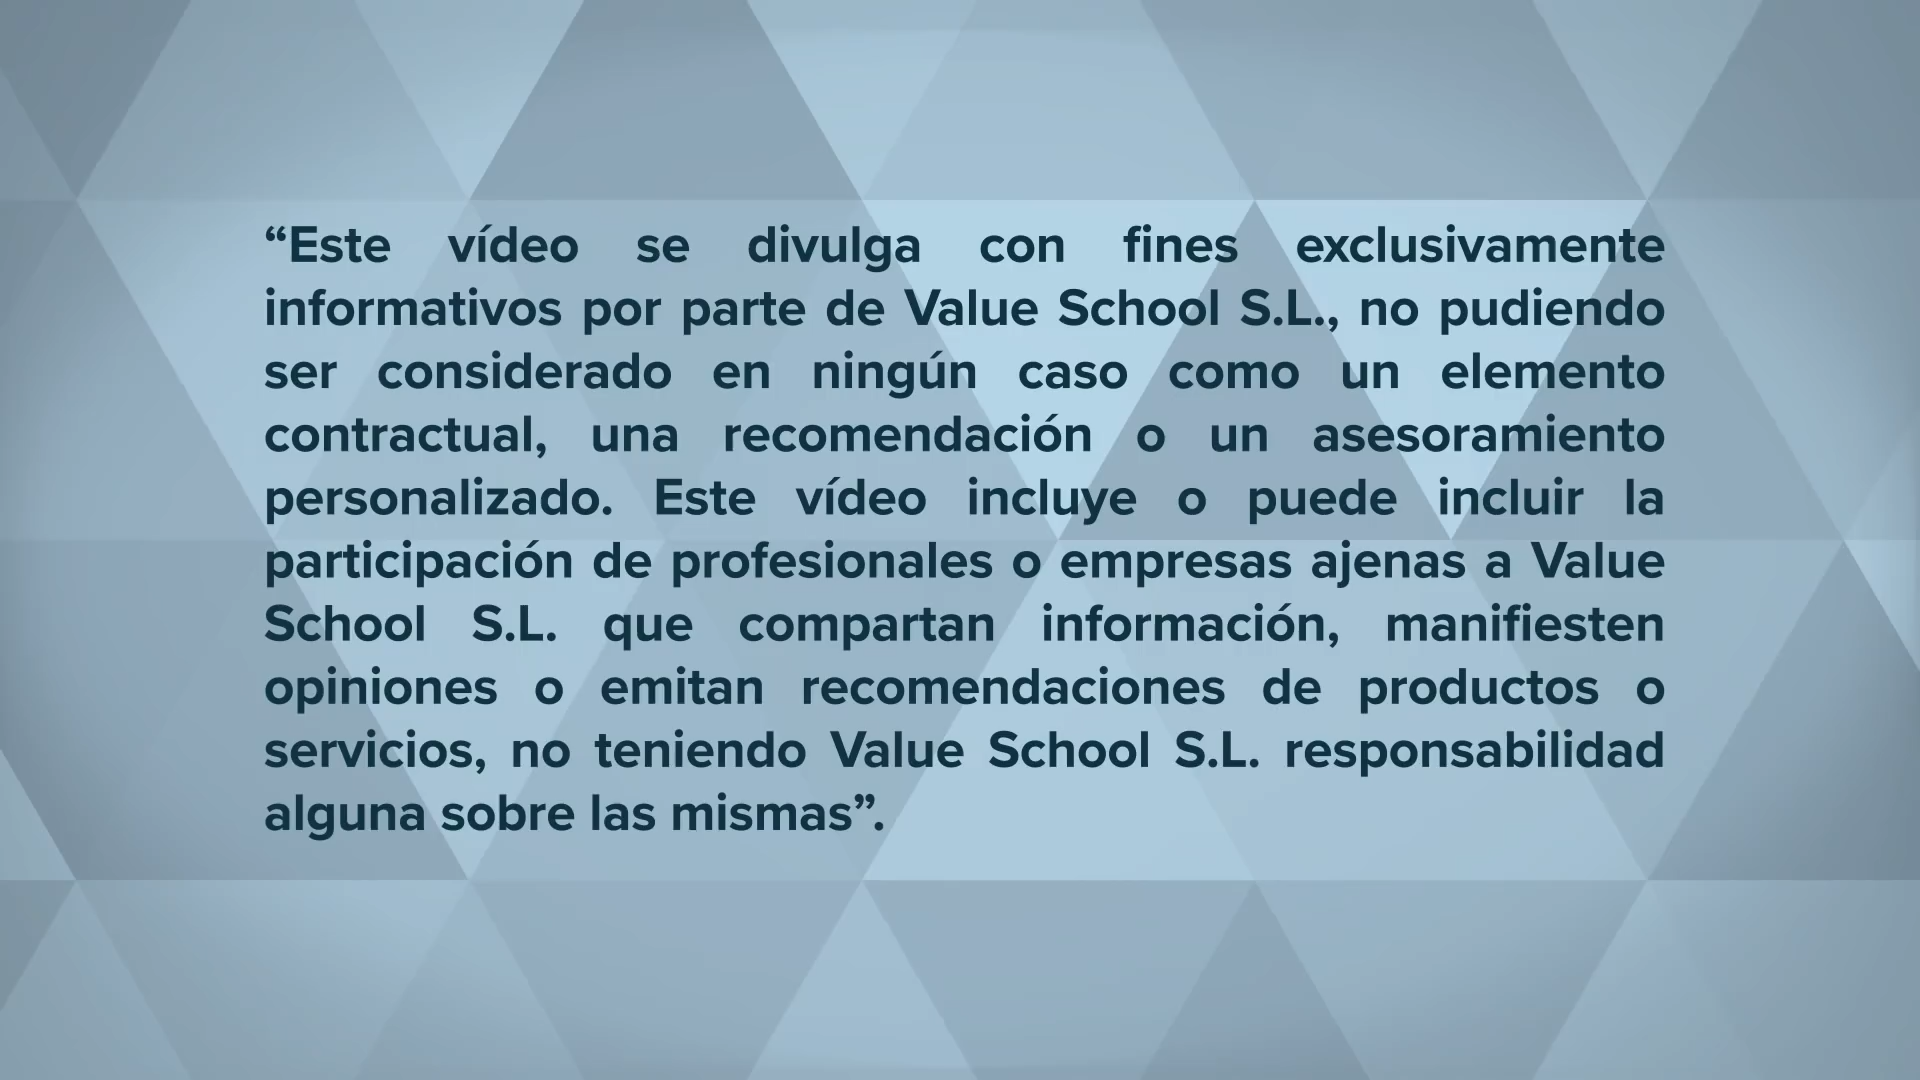 “Este vídeo se divulga con fines exclusivamente
informativos por parte de Value School S.L., no pudiendo
ser considerado en ningún caso como un elemento
contractual, una recomendación o un asesoramiento
personalizado. Este vídeo incluye o puede incluir la
participación de profesionales o empresas ajenas a Value
School S.L. que compartan información, manifiesten
opiniones o emitan recomendaciones de productos o
servicios, no teniendo Value School S.L. responsabilidad
alguna sobre las mismas”.